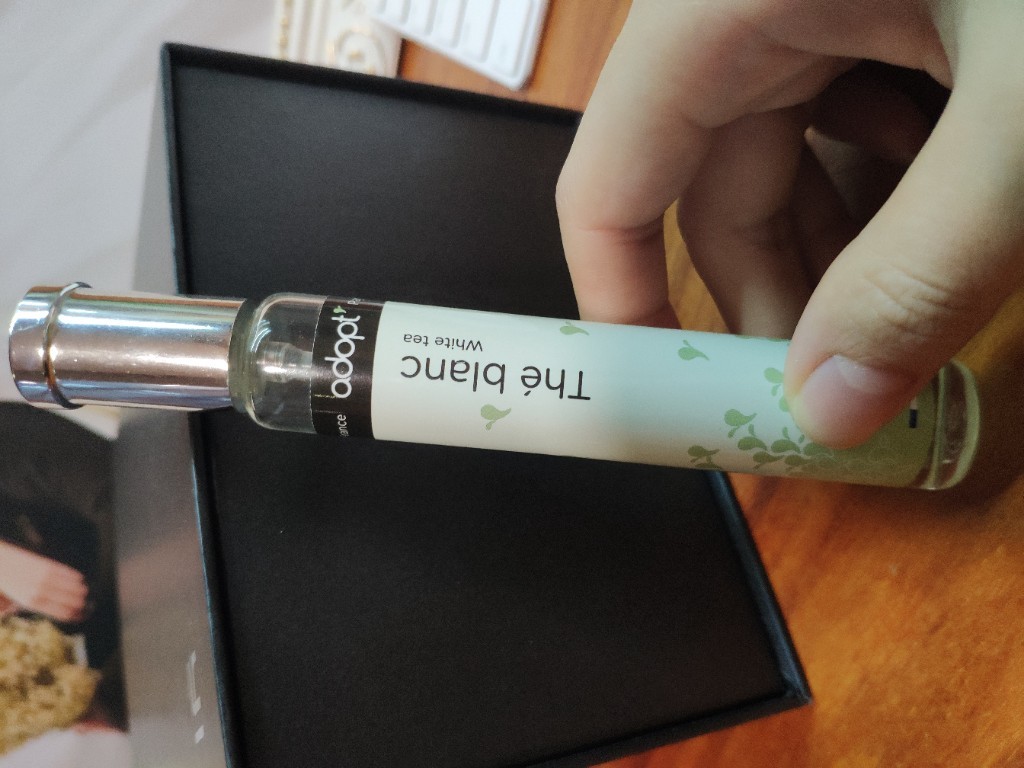 adopt'
Thé blanc
White tea